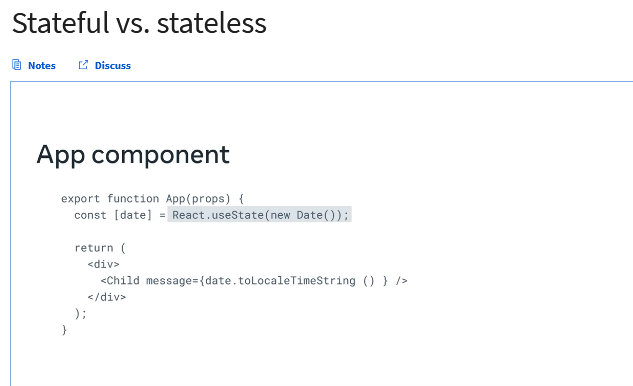 Stateful vs. stateless
Notes Discuss
App component
export function App(props) {
const [date] = React.useState(new Date());
return (
<div>
<Child message={date.toLocaleTimeString () } />
</div>
);
}